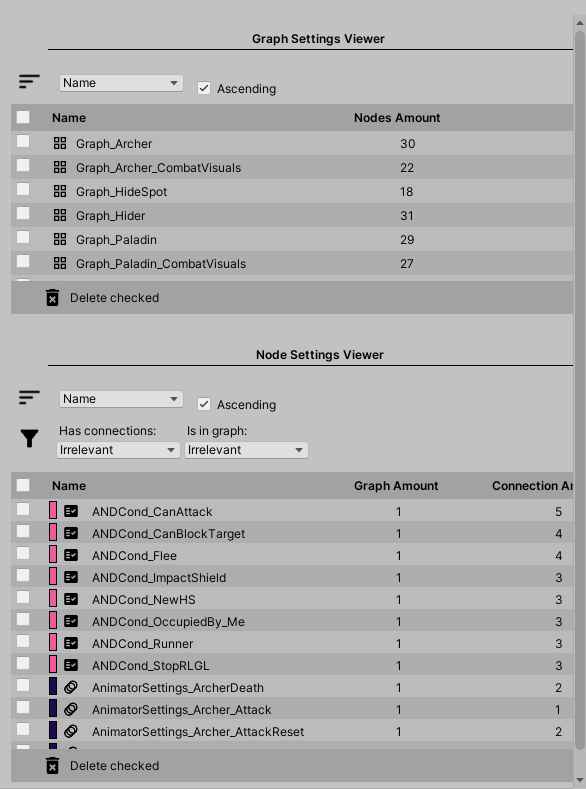 Graph Settings Viewer
Name Ascending
Name Nodes Amount
Graph_Archer 30
Graph_Archer_CombatVisuals 22
Graph_HideSpot 18
Graph_Hider 31
Graph_Paladin 29
Graph_Paladin_CombatVisuals 27
Delete checked
Node Settings Viewer
Name Ascending
Has connections: Is in graph:
Irrelevant Irrelevant
Name Graph Amount Connection
ANDCond_CanAttack 1 5
ANDCond_CanBlockTarget 1 4
ANDCond_Flee 1 4
ANDCond_ImpactShield 1 3
ANDCond_NewHS 1 3
ANDCond_OccupiedBy_Me 1 3
ANDCond_Runner 1 3
ANDCond_StopRLGL 1 3
AnimatorSettings_ArcherDeath 1 2
AnimatorSettings_Archer_Attack 1 1
AnimatorSettings_Archer_AttackReset 1 2
Delete checked